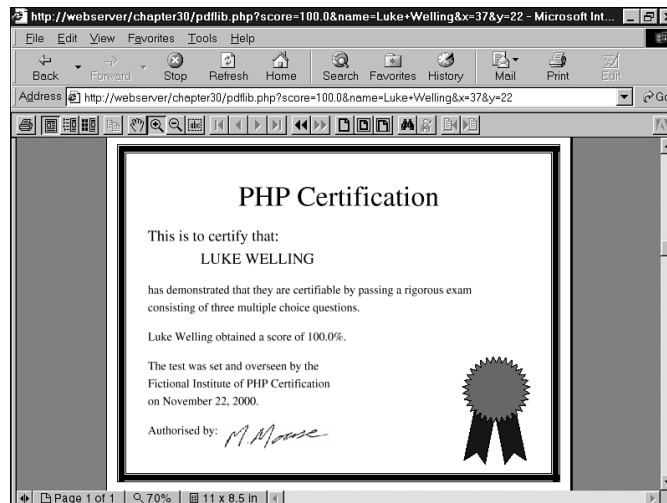 http://webserver/chapter30/pdflib.php?score=100.0&name=Luke+Welling&x=37&y=22 - Microsoft Int...
File Edit View Favorites Tools Help
Back Forward Stop Refresh Home Search Favorites History Mail Print Edit
Address http://webserver/chapter30/pdflib.php?score=100.0&name=Luke+Welling&x=37&y=22 Go
PHP Certification
This is to certify that:
LUKE WELLING
has demonstrated that they are certifiable by passing a rigorous exam
consisting of three multiple choice questions.
Luke Welling obtained a score of 100.0%.
The test was set and overseen by the
Fictional Institute of PHP Certification
on November 22, 2000.
Authorised by: M. Mouse
Page 1 of 1 70% 11 x 8.5 in